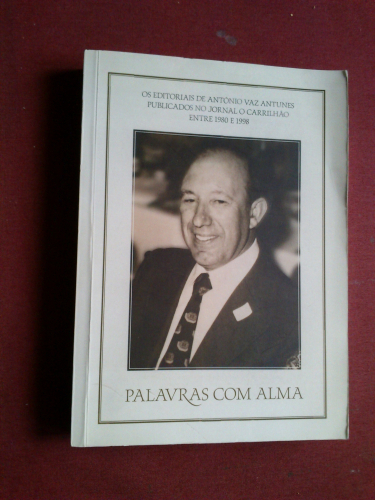 OS EDITORIAIS DE ANTÓNIO VAZ ANTUNES
PUBLICADOS NO JORNAL O CARRILHÃO
ENTRE 1980 E 1998
PALAVRAS COM ALMA